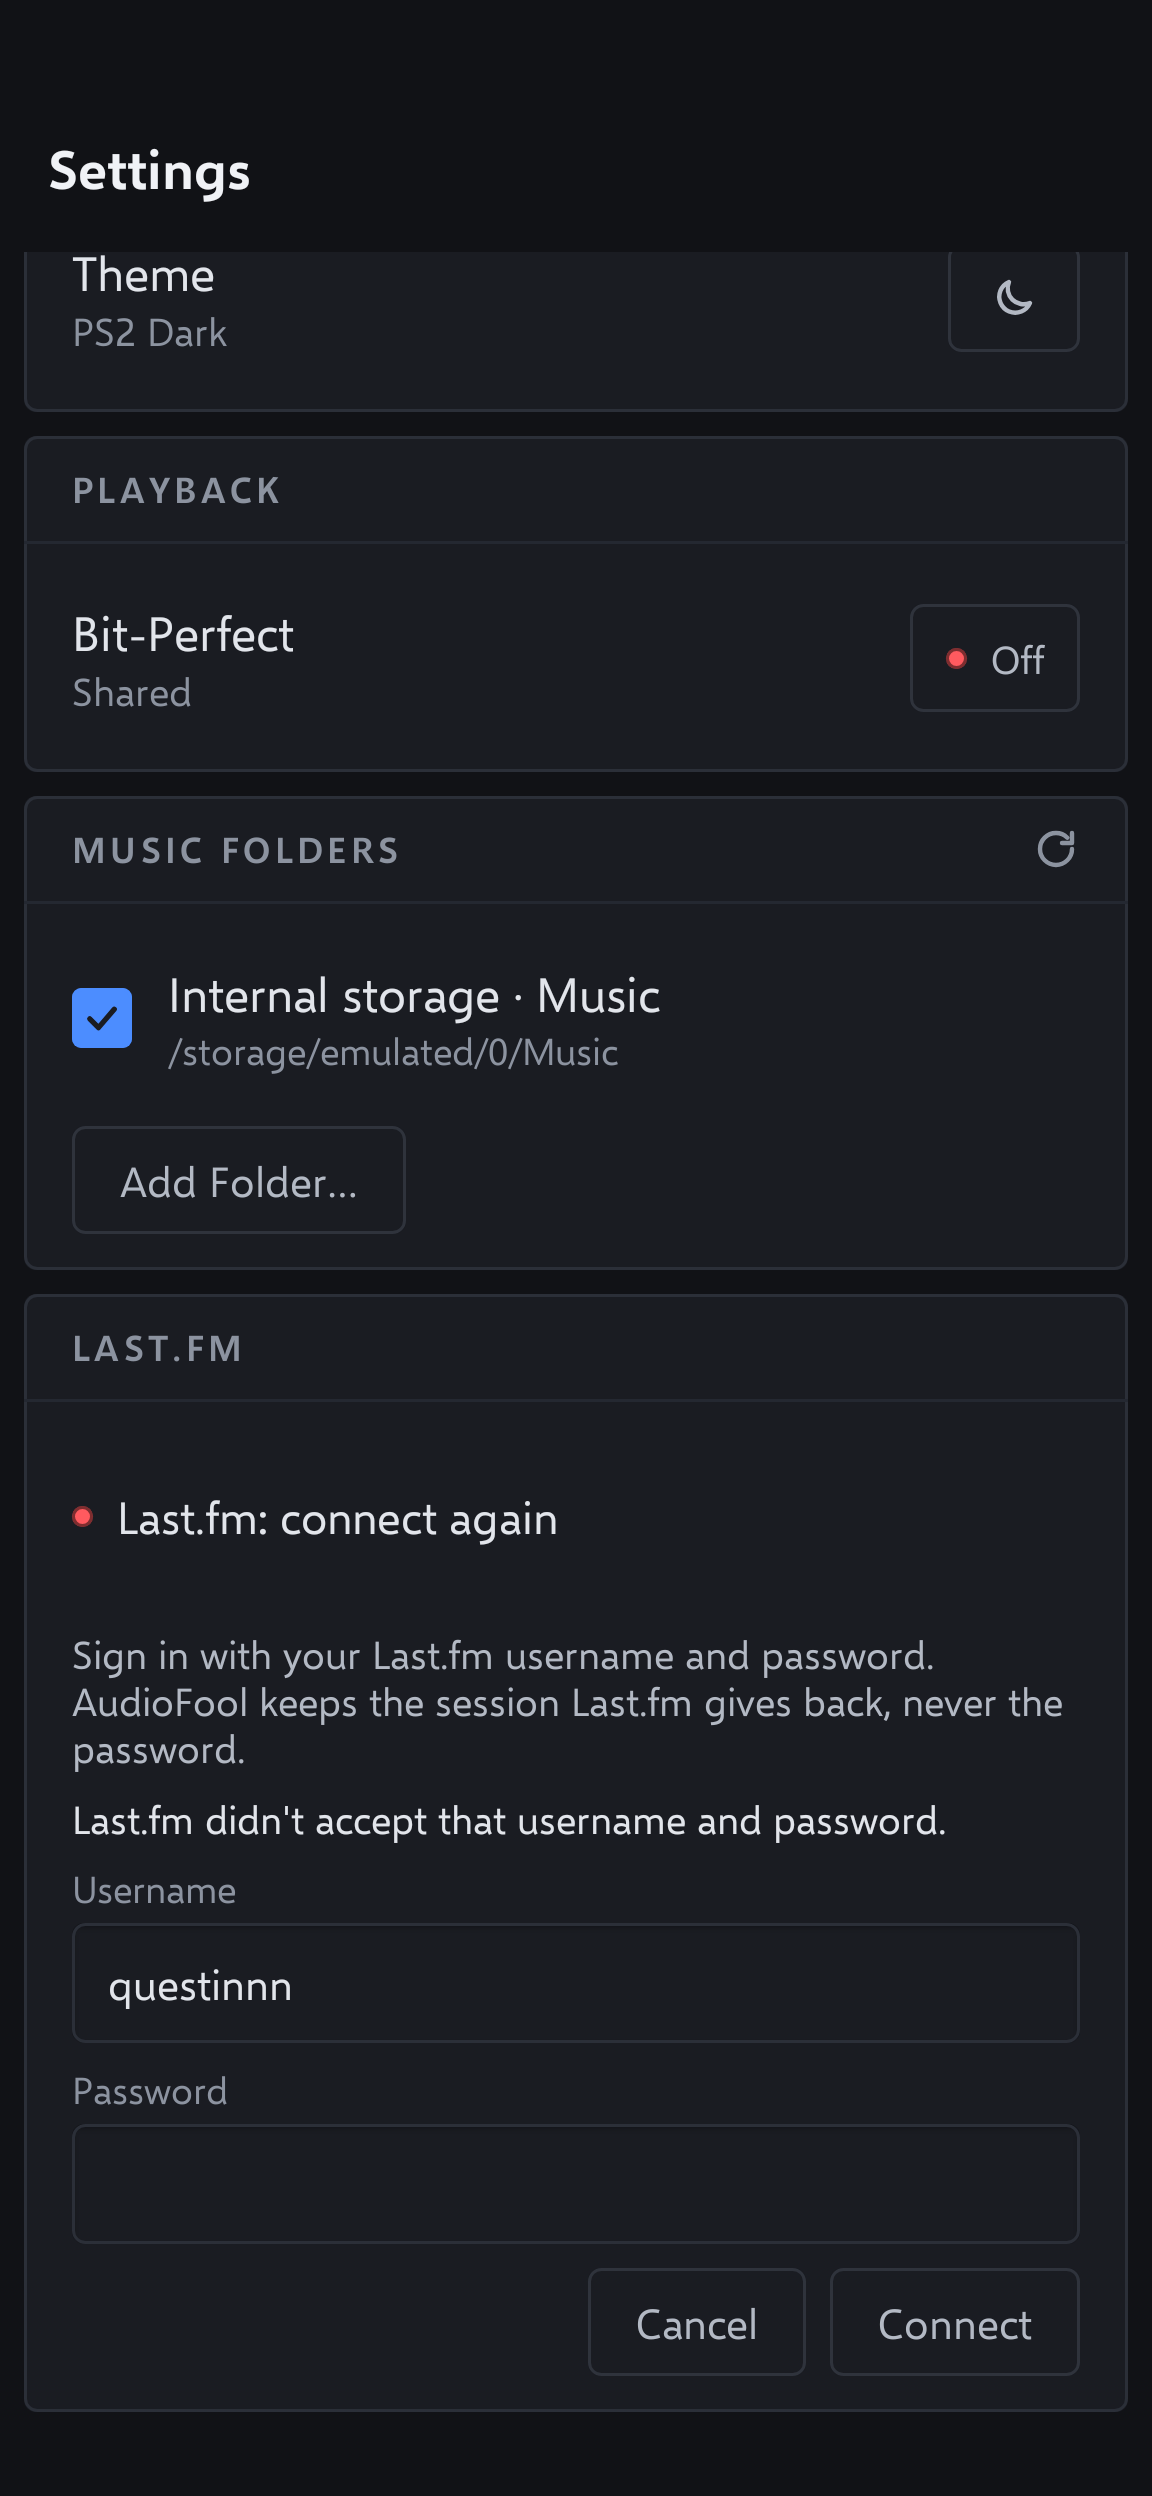 Settings
Theme
PS2 Dark
PLAYBACK
Bit-Perfect
Shared
Off
MUSIC FOLDERS
Internal storage · Music
/storage/emulated/0/Music
Add Folder...
LAST.FM
Last.fm: connect again
Sign in with your Last.fm username and password.
AudioFool keeps the session Last.fm gives back, never the
password.
Last.fm didn't accept that username and password.
Username
questinnn
Password
Cancel
Connect